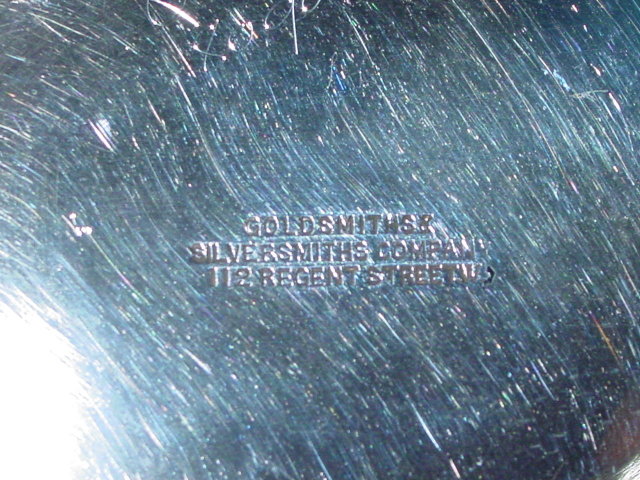 GOLDSMITHS &
SILVERSMITHS COMPANY
112 REGENT STREET W